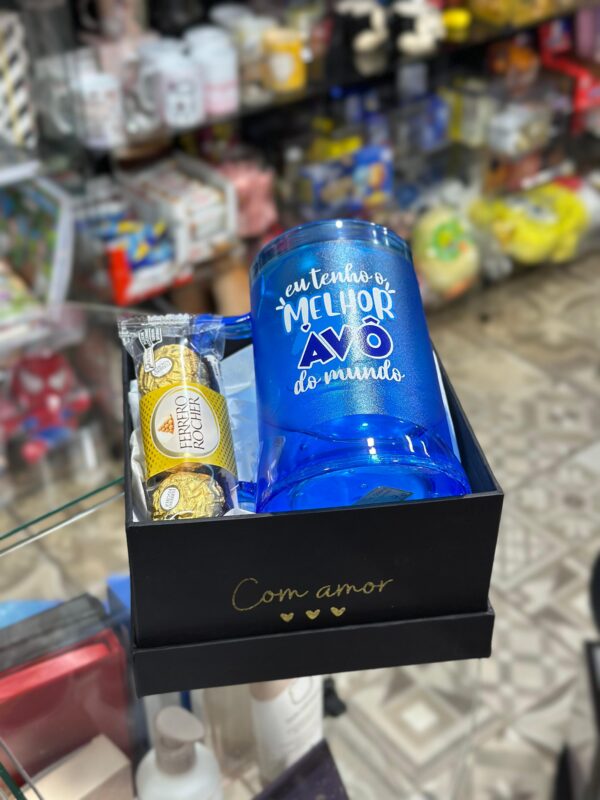 eu tenho o
MELHOR
AVÔ
do mundo
FERRERO
ROCHER
Com amor